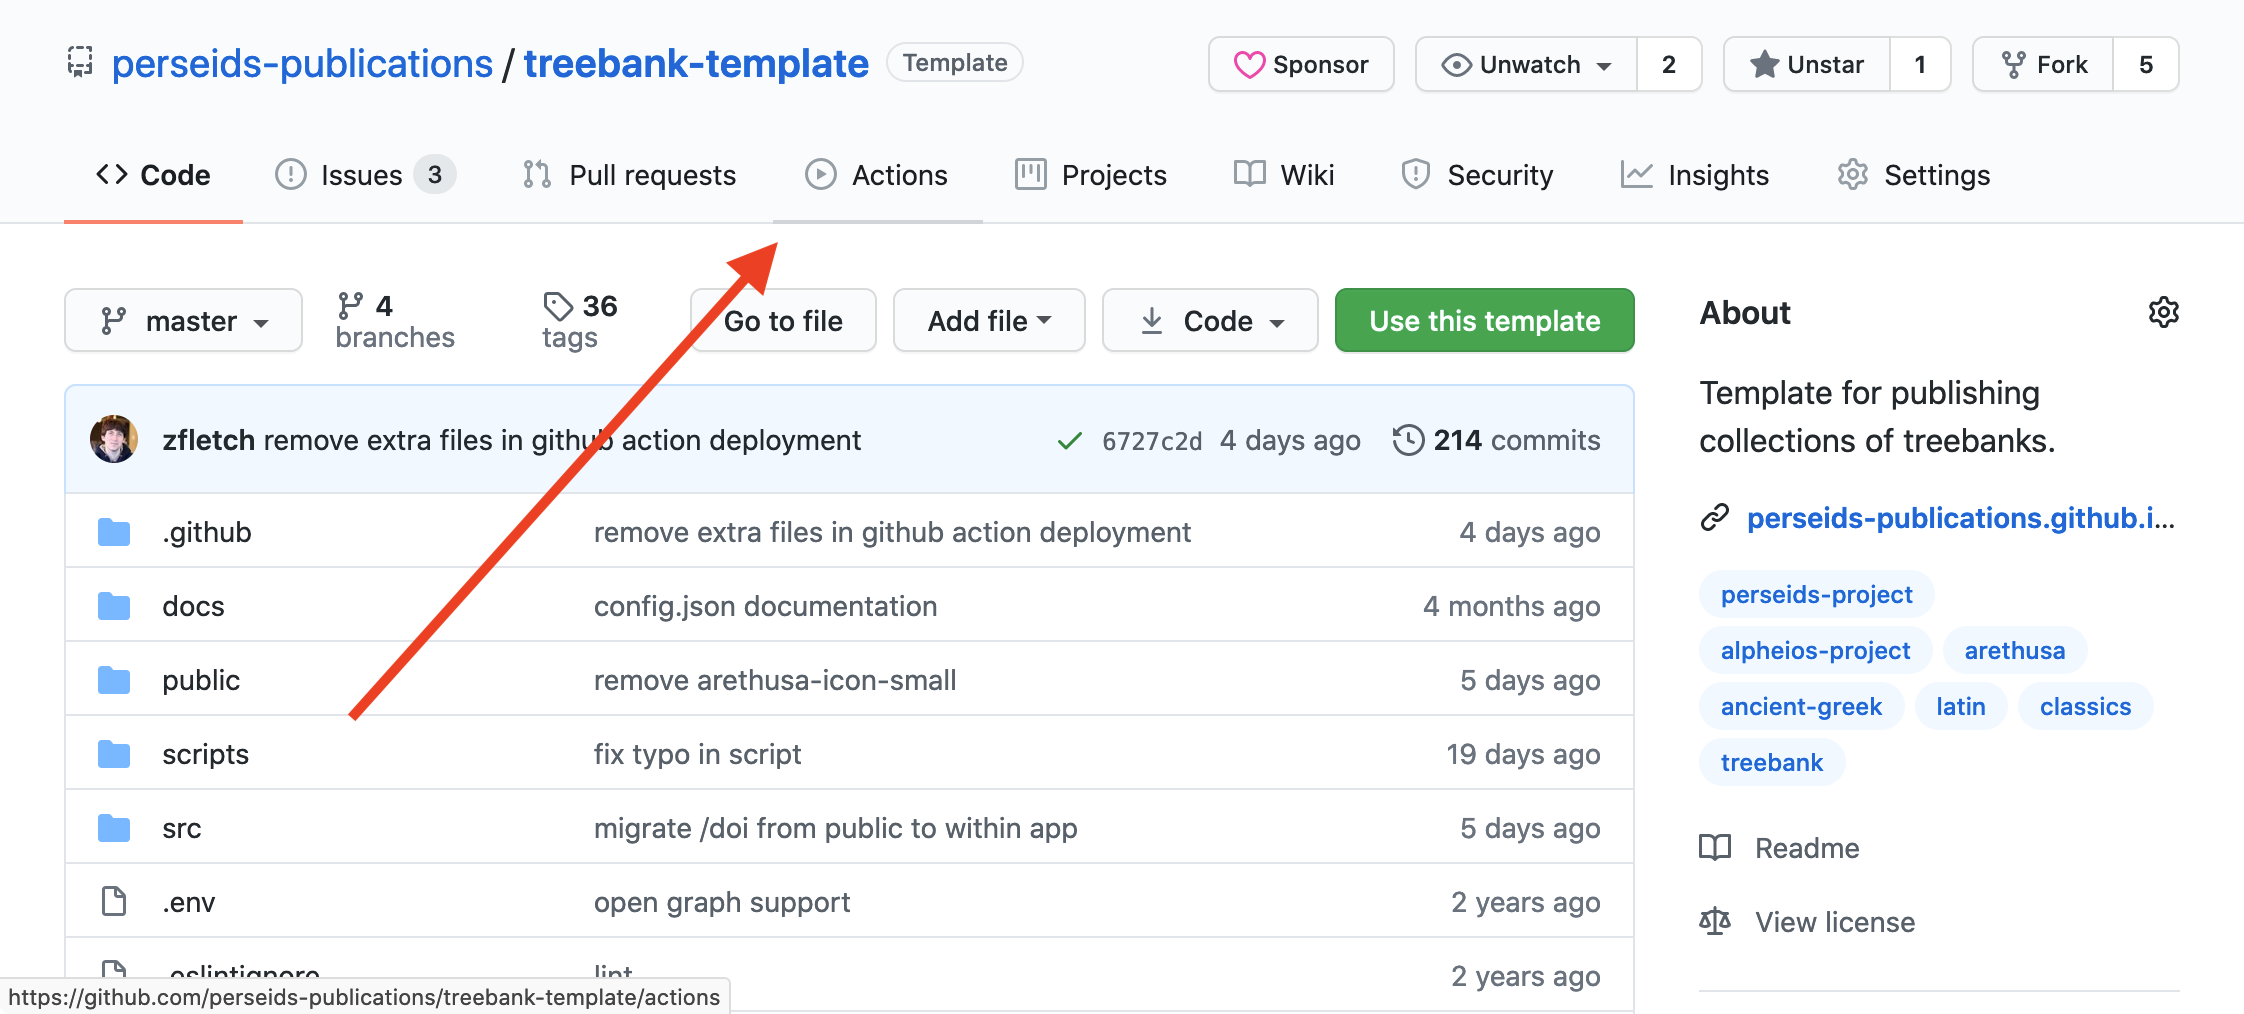 perseids-publications / treebank-template Template Sponsor Unwatch 2 Unstar 1 Fork 5
Code Issues 3 Pull requests Actions Projects Wiki Security Insights Settings
master 4 branches 36 tags Go to file Add file Code Use this template
zfletch remove extra files in github action deployment 6727c2d 4 days ago 214 commits
.github remove extra files in github action deployment 4 days ago
docs config.json documentation 4 months ago
public remove arethusa-icon-small 5 days ago
scripts fix typo in script 19 days ago
src migrate /doi from public to within app 5 days ago
.env open graph support 2 years ago
.eslintignore lint 2 years ago
https://github.com/perseids-publications/treebank-template/actions
About
Template for publishing
collections of treebanks.
perseids-publications.github.i...
perseids-project
alpheios-project arethusa
ancient-greek latin classics
treebank
Readme
View license